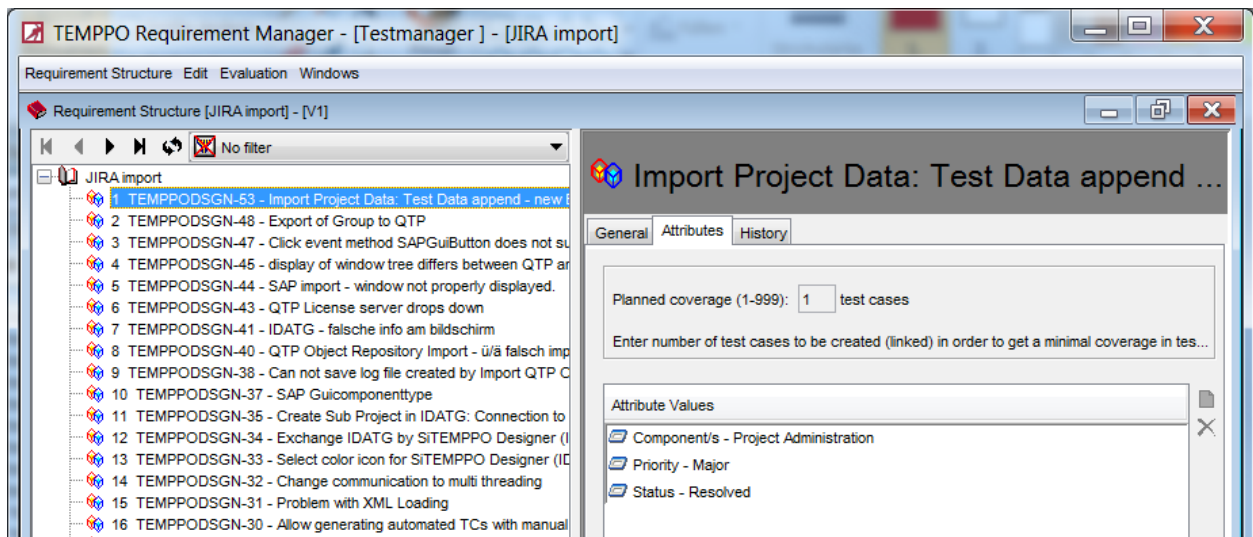 TEMPPO Requirement Manager - [Testmanager ] - [JIRA import]
Requirement Structure Edit Evaluation Windows
Requirement Structure [JIRA import] - [V1]
No filter
JIRA import
1 TEMPPODSGN-53 - Import Project Data: Test Data append - new
2 TEMPPODSGN-48 - Export of Group to QTP
3 TEMPPODSGN-47 - Click event method SAPGuiButton does not su
4 TEMPPODSGN-45 - display of window tree differs between QTP ar
5 TEMPPODSGN-44 - SAP import - window not properly displayed.
6 TEMPPODSGN-43 - QTP License server drops down
7 TEMPPODSGN-41 - IDATG - falsche info am bildschirm
8 TEMPPODSGN-40 - QTP Object Repository Import - ü/ä falsch imp
9 TEMPPODSGN-38 - Can not save log file created by Import QTP
10 TEMPPODSGN-37 - SAP Guicomponenttype
11 TEMPPODSGN-35 - Create Sub Project in IDATG: Connection to
12 TEMPPODSGN-34 - Exchange IDATG by SiTEMPPO Designer (I
13 TEMPPODSGN-33 - Select color icon for SiTEMPPO Designer (ID
14 TEMPPODSGN-32 - Change communication to multi threading
15 TEMPPODSGN-31 - Problem with XML Loading
16 TEMPPODSGN-30 - Allow generating automated TCs with manual
Import Project Data: Test Data append ...
General Attributes History
Planned coverage (1-999): 1 test cases
Enter number of test cases to be created (linked) in order to get a minimal coverage in tes...
Attribute Values
Component/s - Project Administration
Priority - Major
Status - Resolved